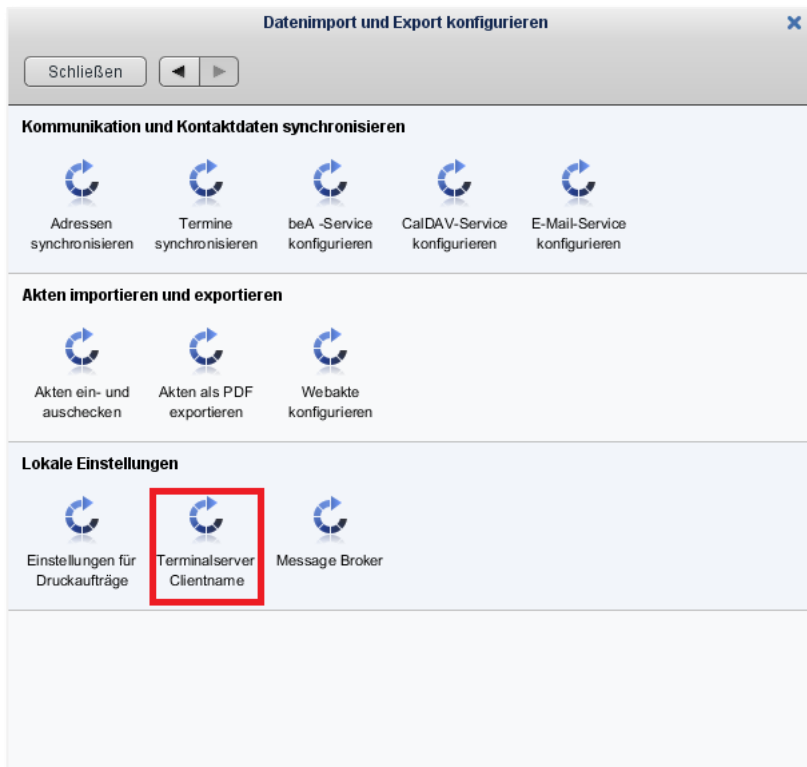 Datenimport und Export konfigurieren
Schließen
Kommunikation und Kontaktdaten synchronisieren
Adressen synchronisieren
Termine synchronisieren
beA -Service konfigurieren
CalDAV-Service konfigurieren
E-Mail-Service konfigurieren
Akten importieren und exportieren
Akten ein- und auschecken
Akten als PDF exportieren
Webakte konfigurieren
Lokale Einstellungen
Einstellungen für Druckaufträge
Terminalserver Clientname
Message Broker